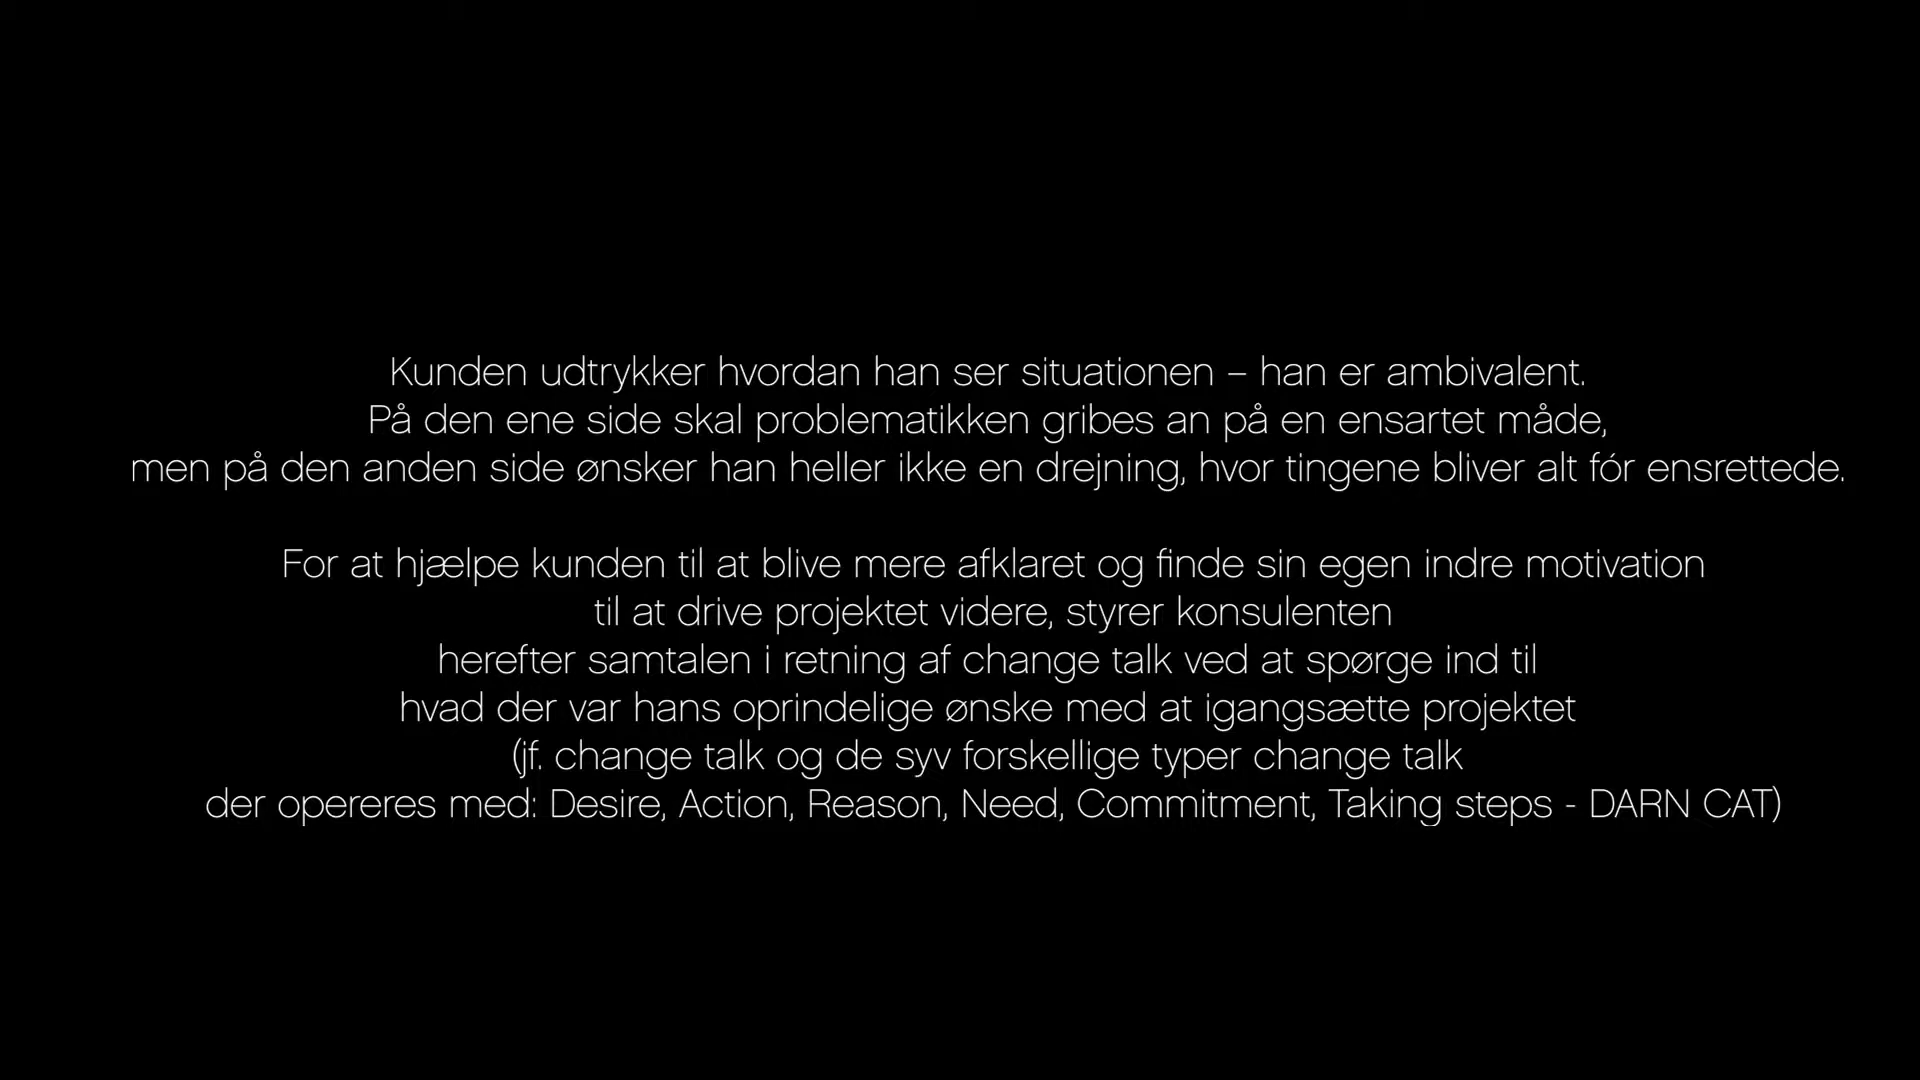 Kunden udtrykker hvordan han ser situationen – han er ambivalent.
På den ene side skal problematikken gribes an på en ensartet måde,
men på den anden side ønsker han heller ikke en drejning, hvor tingene bliver alt fór ensrettede.
For at hjælpe kunden til at blive mere afklaret og finde sin egen indre motivation
til at drive projektet videre, styrer konsulenten
herefter samtalen i retning af change talk ved at spørge ind til
hvad der var hans oprindelige ønske med at igangsætte projektet
(jf. change talk og de syv forskellige typer change talk
der opereres med: Desire, Action, Reason, Need, Commitment, Taking steps - DARN CAT)